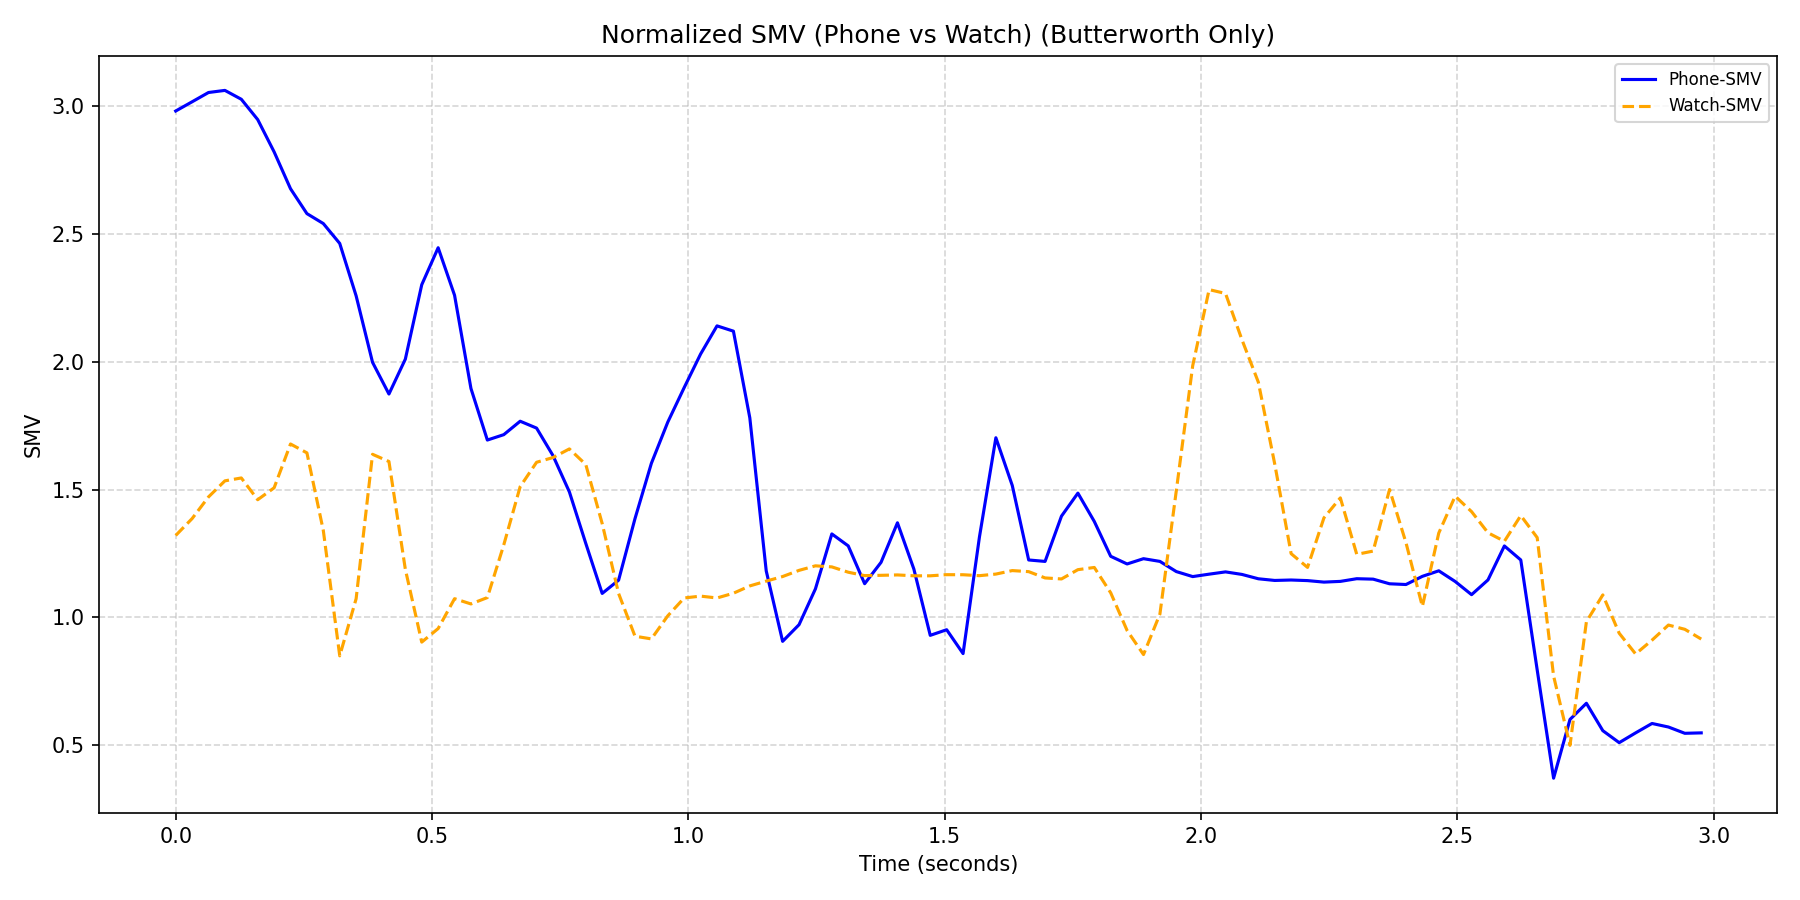 Normalized SMV (Phone vs Watch) (Butterworth Only)
Phone-SMV
Watch-SMV
SMV
3.0
2.5
2.0
1.5
1.0
0.5
0.0 0.5 1.0 1.5 2.0 2.5 3.0
Time (seconds)